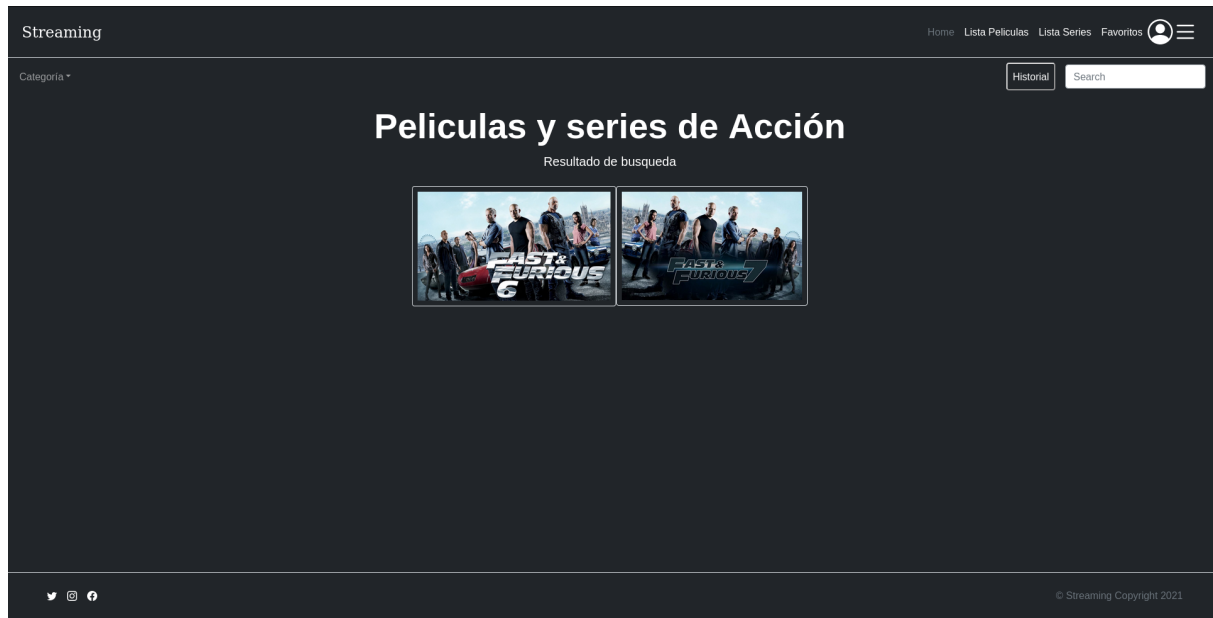 Streaming
Home Lista Peliculas Lista Series Favoritos
Categoría
Historial
Search
Peliculas y series de Acción
Resultado de busqueda
FAST &
FURIOUS
6
FAST &
FURIOUS 7
© Streaming Copyright 2021